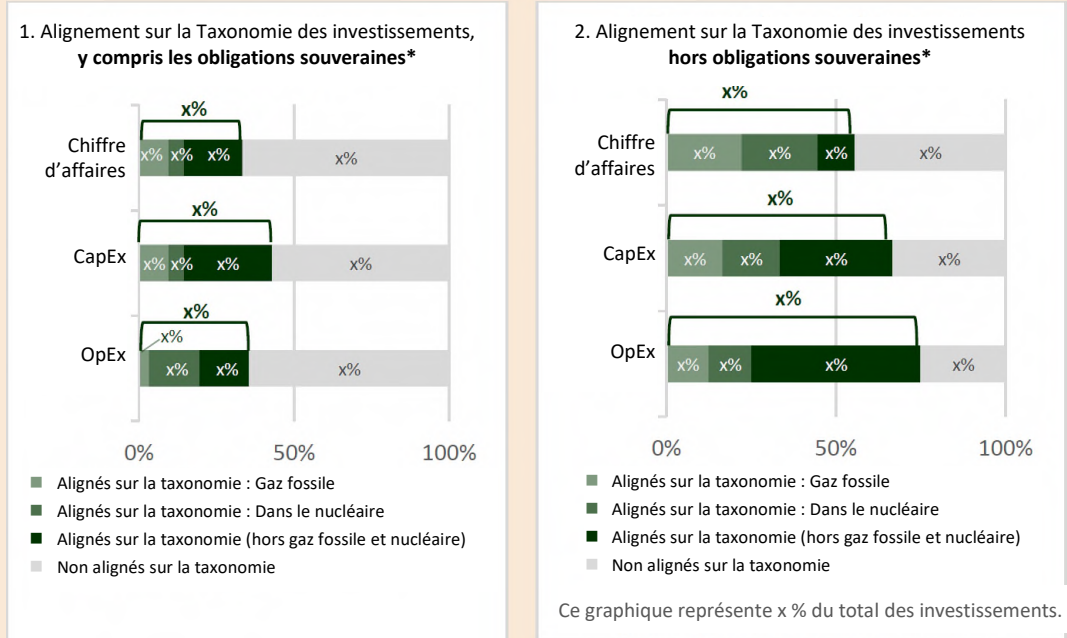 1. Alignement sur la Taxonomie des investissements,
y compris les obligations souveraines*
x%
Chiffre
d'affaires
x% x% x% x%
x%
CapEx
x% x% x% x%
x%
x%
OpEx
x% x% x%
0% 50% 100%
Alignés sur la taxonomie : Gaz fossile
Alignés sur la taxonomie : Dans le nucléaire
Alignés sur la taxonomie (hors gaz fossile et nucléaire)
Non alignés sur la taxonomie
2. Alignement sur la Taxonomie des investissements
hors obligations souveraines*
x%
Chiffre
d'affaires
x% x% x% x%
x%
CapEx
x% x% x% x%
x%
OpEx
x% x% x% x%
0% 50% 100%
Alignés sur la taxonomie : Gaz fossile
Alignés sur la taxonomie : Dans le nucléaire
Alignés sur la taxonomie (hors gaz fossile et nucléaire)
Non alignés sur la taxonomie
Ce graphique représente x % du total des investissements.